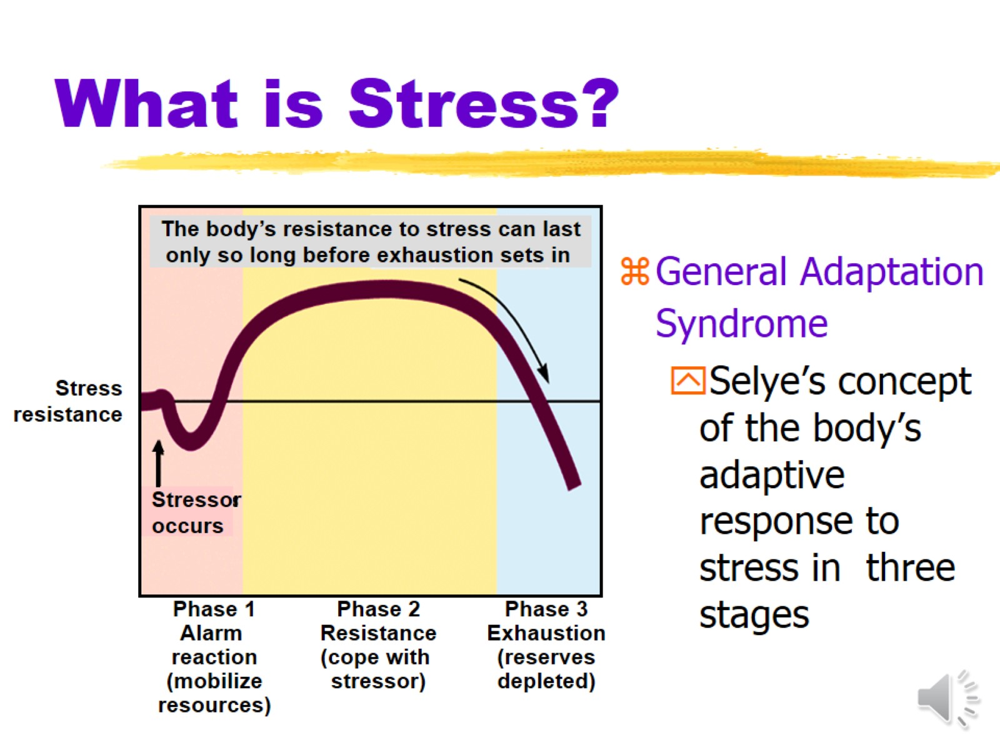 What is Stress?
The body’s resistance to stress can last
only so long before exhaustion sets in
Stress
resistance
Stressor
occurs
Phase 1
Alarm
reaction
(mobilize
resources)
Phase 2
Resistance
(cope with
stressor)
Phase 3
Exhaustion
(reserves
depleted)
General Adaptation
Syndrome
Selye’s concept
of the body’s
adaptive
response to
stress in  three
stages